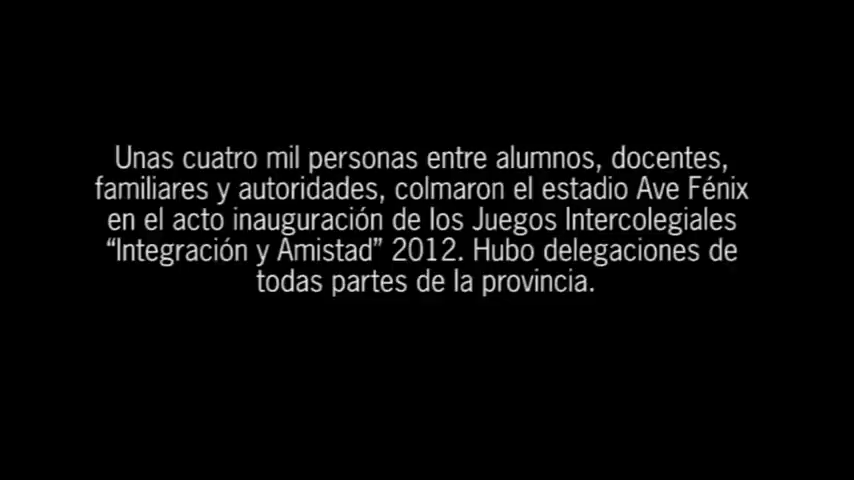 Unas cuatro mil personas entre alumnos, docentes,
familiares y autoridades, colmaron el estadio Ave Fénix
en el acto inauguración de los Juegos Intercolegiales
“Integración y Amistad” 2012. Hubo delegaciones de
todas partes de la provincia.